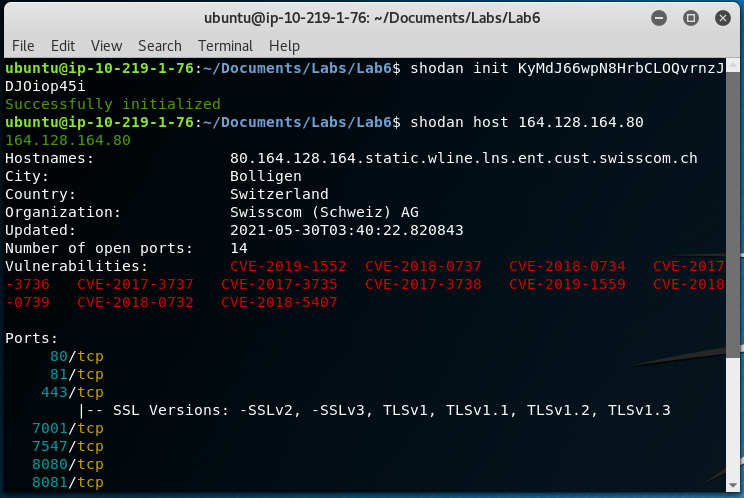 ubuntu@ip-10-219-1-76: ~/Documents/Labs/Lab6
File Edit View Search Terminal Help
ubuntu@ip-10-219-1-76:~/Documents/Labs/Lab6$ shodan init KyMdJ66wpN8HrbCLOQvrnzJ
DJOiop45i
Successfully initialized
ubuntu@ip-10-219-1-76:~/Documents/Labs/Lab6$ shodan host 164.128.164.80
164.128.164.80
Hostnames: 80.164.128.164.static.wline.lns.ent.cust.swisscom.ch
City: Bolligen
Country: Switzerland
Organization: Swisscom (Schweiz) AG
Updated: 2021-05-30T03:40:22.820843
Number of open ports: 14
Vulnerabilities: CVE-2019-1552 CVE-2018-0737 CVE-2018-0734 CVE-2017
-3736 CVE-2017-3737 CVE-2017-3735 CVE-2017-3738 CVE-2019-1559 CVE-2018
-0739 CVE-2018-0732 CVE-2018-5407
Ports:
80/tcp
81/tcp
443/tcp
|-- SSL Versions: -SSLv2, -SSLv3, TLSv1, TLSv1.1, TLSv1.2, TLSv1.3
7001/tcp
7547/tcp
8080/tcp
8081/tcp